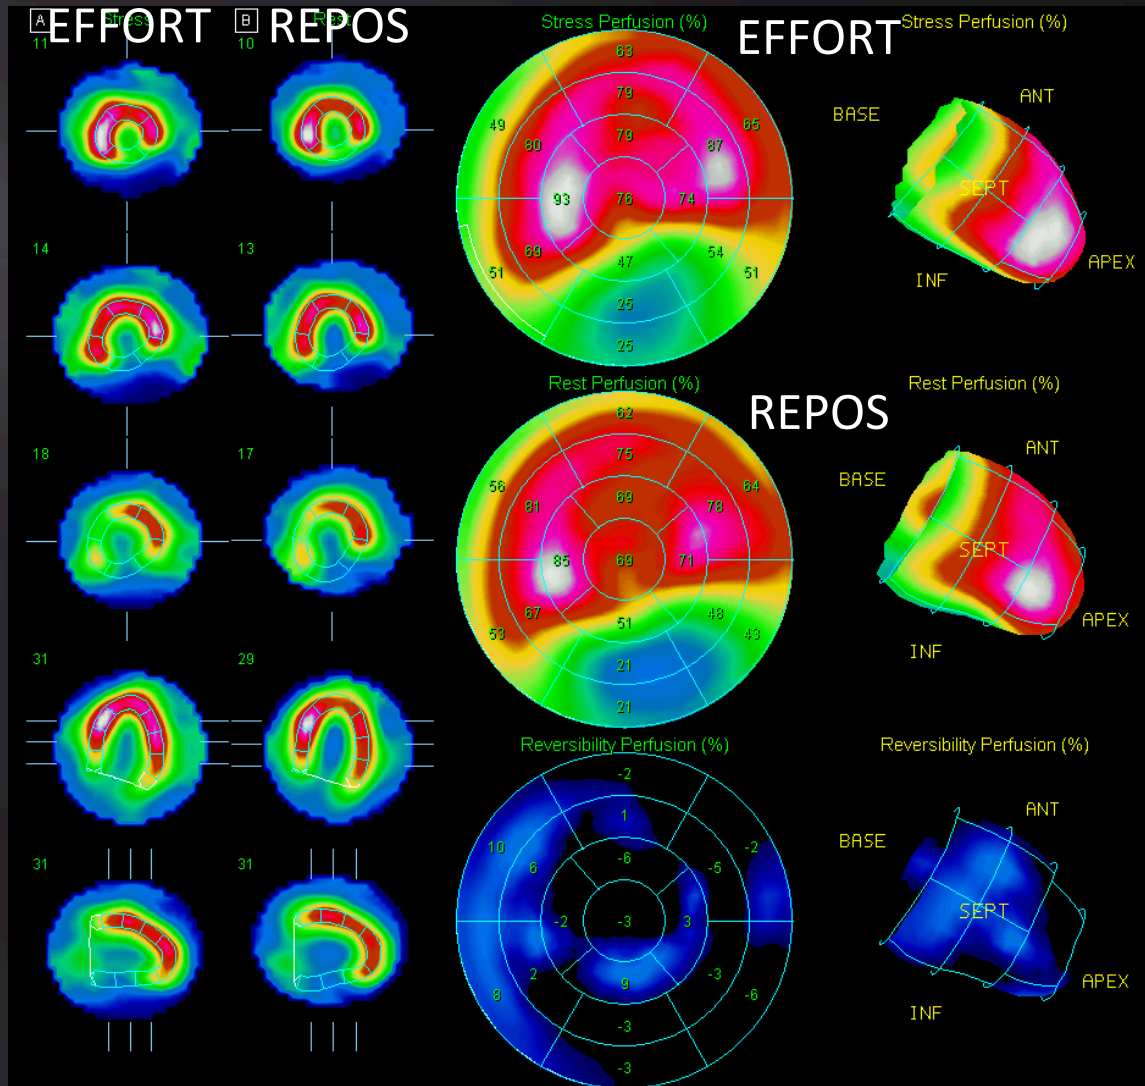 A Stress
EFFORT
B Rest
REPOS
11
10
14
13
18
17
31
29
31
31
Stress Perfusion (%)
EFFORT
63
79
49
65
80
79
87
93
76
74
69
47
54
51
51
25
25
Stress Perfusion (%)
BASE
ANT
SEPT
INF
APEX
Rest Perfusion (%)
REPOS
62
75
56
64
81
69
78
85
69
71
67
51
48
53
43
21
21
Rest Perfusion (%)
BASE
ANT
SEPT
INF
APEX
Reversibility Perfusion (%)
-2
1
10
-2
6
-6
-5
-2
-3
3
2
9
-3
8
-6
-3
-3
Reversibility Perfusion (%)
BASE
ANT
SEPT
INF
APEX